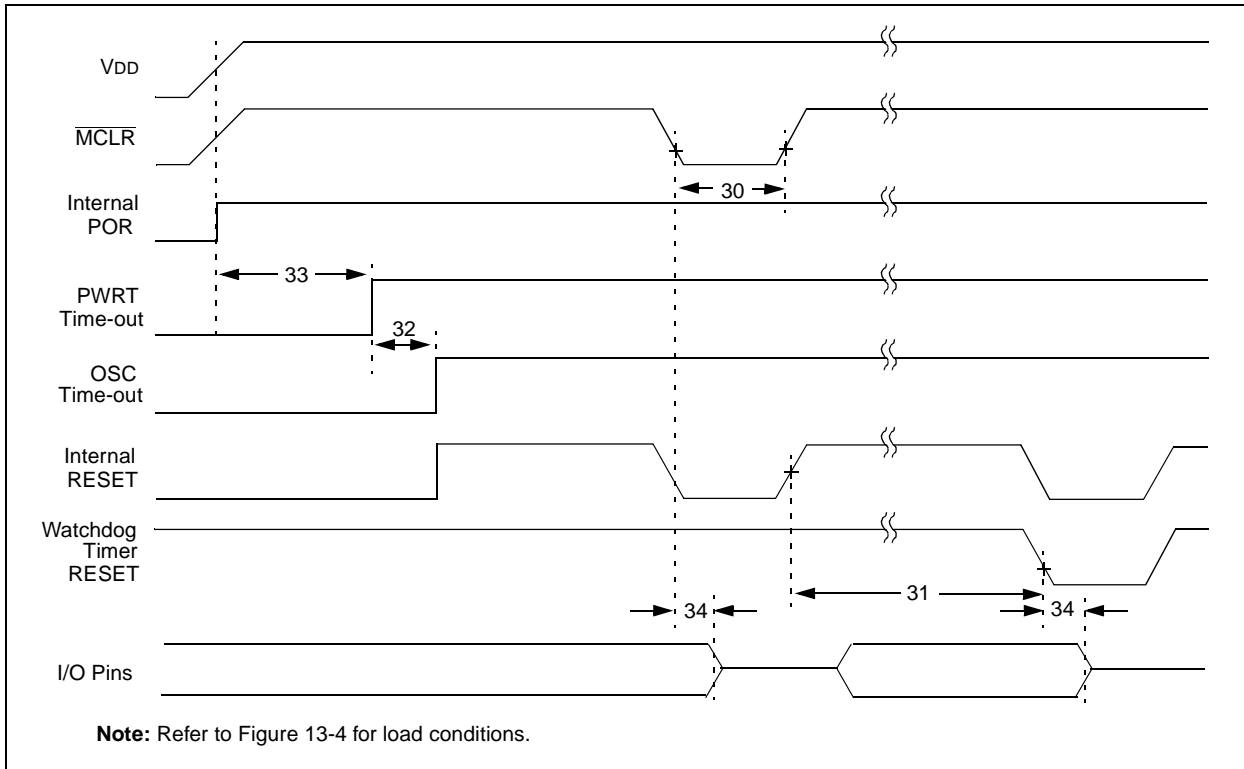 VDD
MCLR
30
Internal
POR
33
PWRT
Time-out
32
OSC
Time-out
Internal
RESET
Watchdog
Timer
RESET
31
34
34
I/O Pins
Note: Refer to Figure 13-4 for load conditions.